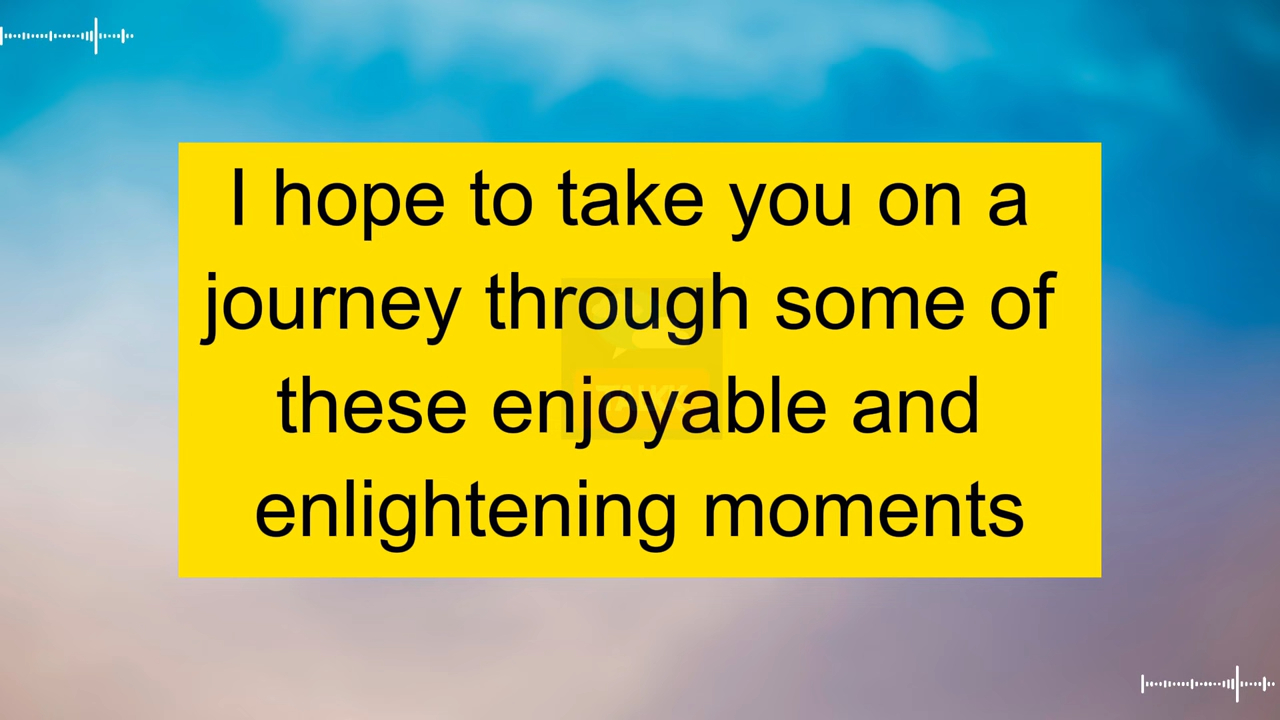 I hope to take you on a
journey through some of
these enjoyable and
enlightening moments